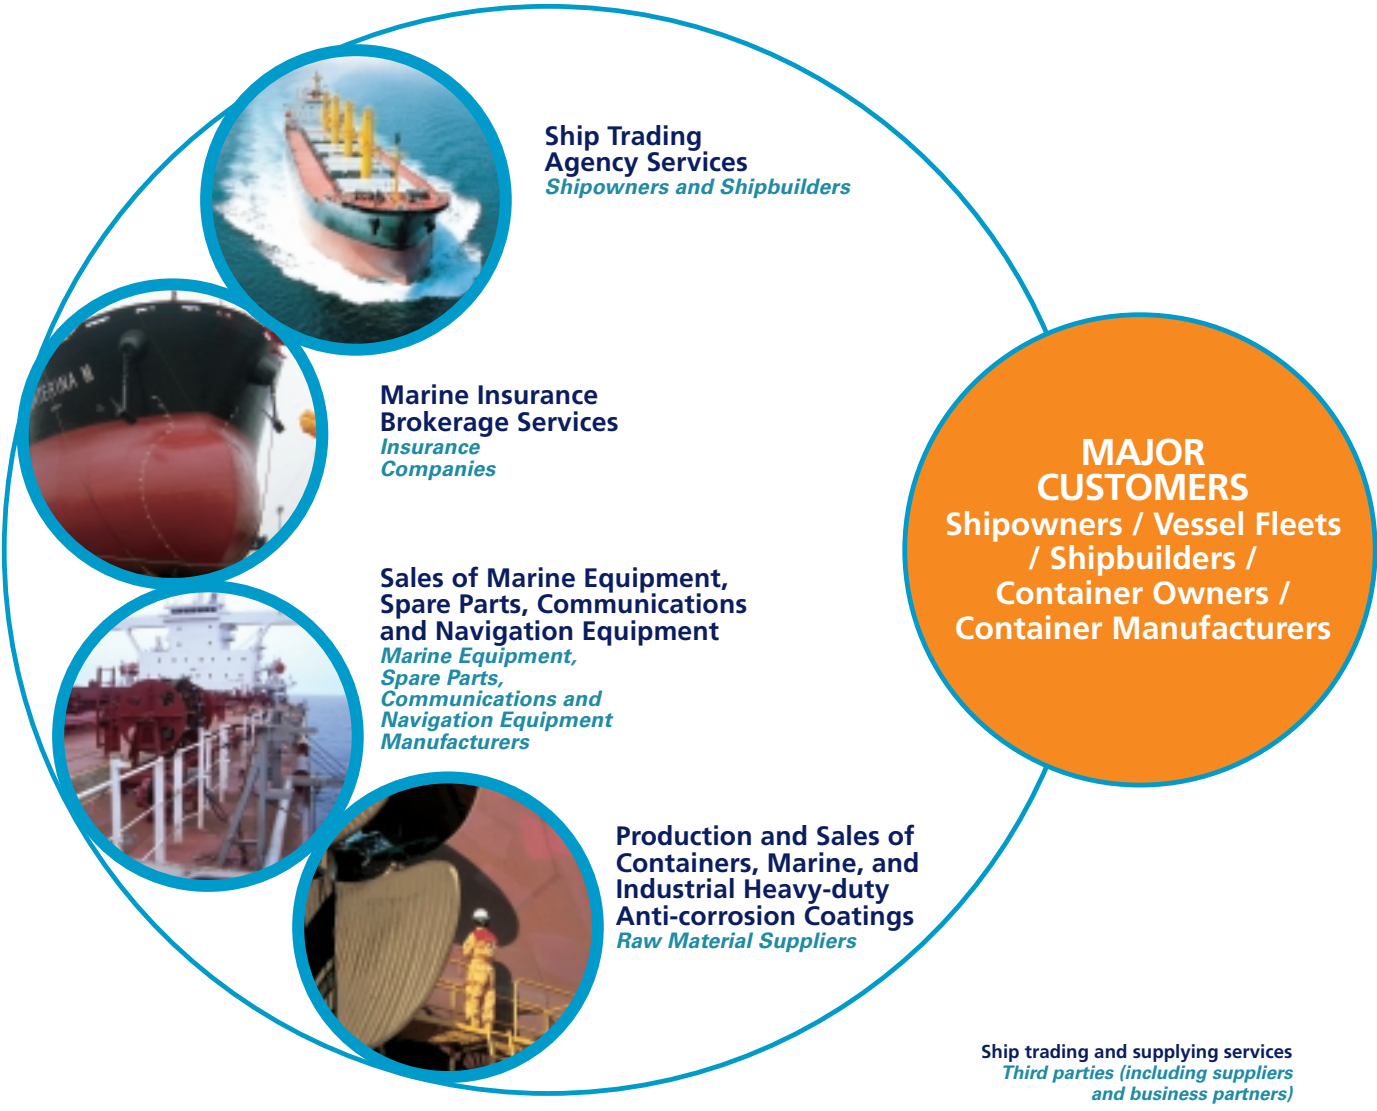 Ship Trading
Agency Services
Shipowners and Shipbuilders
Marine Insurance
Brokerage Services
Insurance
Companies
Sales of Marine Equipment,
Spare Parts, Communications
and Navigation Equipment
Marine Equipment,
Spare Parts,
Communications and
Navigation Equipment
Manufacturers
Production and Sales of
Containers, Marine, and
Industrial Heavy-duty
Anti-corrosion Coatings
Raw Material Suppliers
MAJOR
CUSTOMERS
Shipowners / Vessel Fleets
/ Shipbuilders /
Container Owners /
Container Manufacturers
Ship trading and supplying services
Third parties (including suppliers
and business partners)